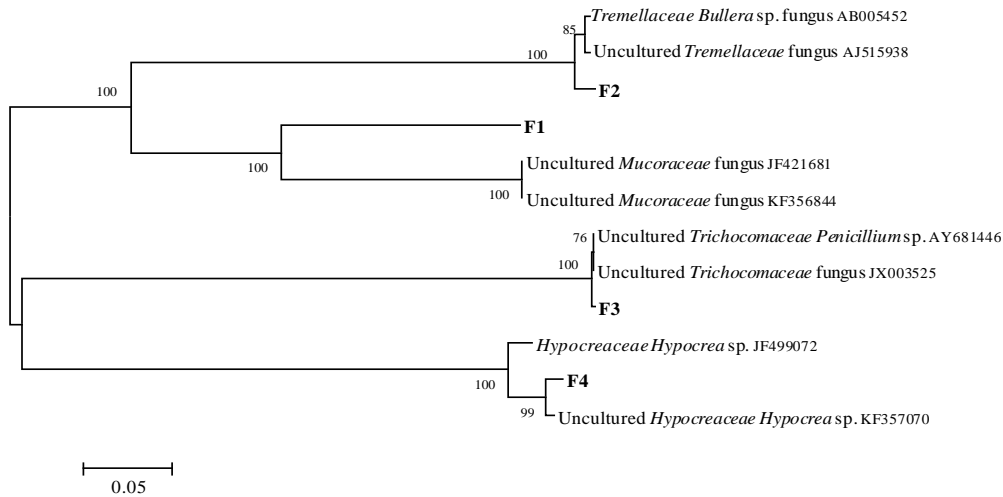 Tremellaceae Bullera sp. fungus AB005452
85
Uncultured Tremellaceae fungus AJ515938
100
F2
100
F1
Uncultured Mucoraceae fungus JF421681
100
100
Uncultured Mucoraceae fungus KF356844
76
Uncultured Trichocomaceae Penicillium sp. AY681446
100
Uncultured Trichocomaceae fungus JX003525
F3
Hypocreaceae Hypocrea sp. JF499072
100
F4
99
Uncultured Hypocreaceae Hypocrea sp. KF357070
0.05